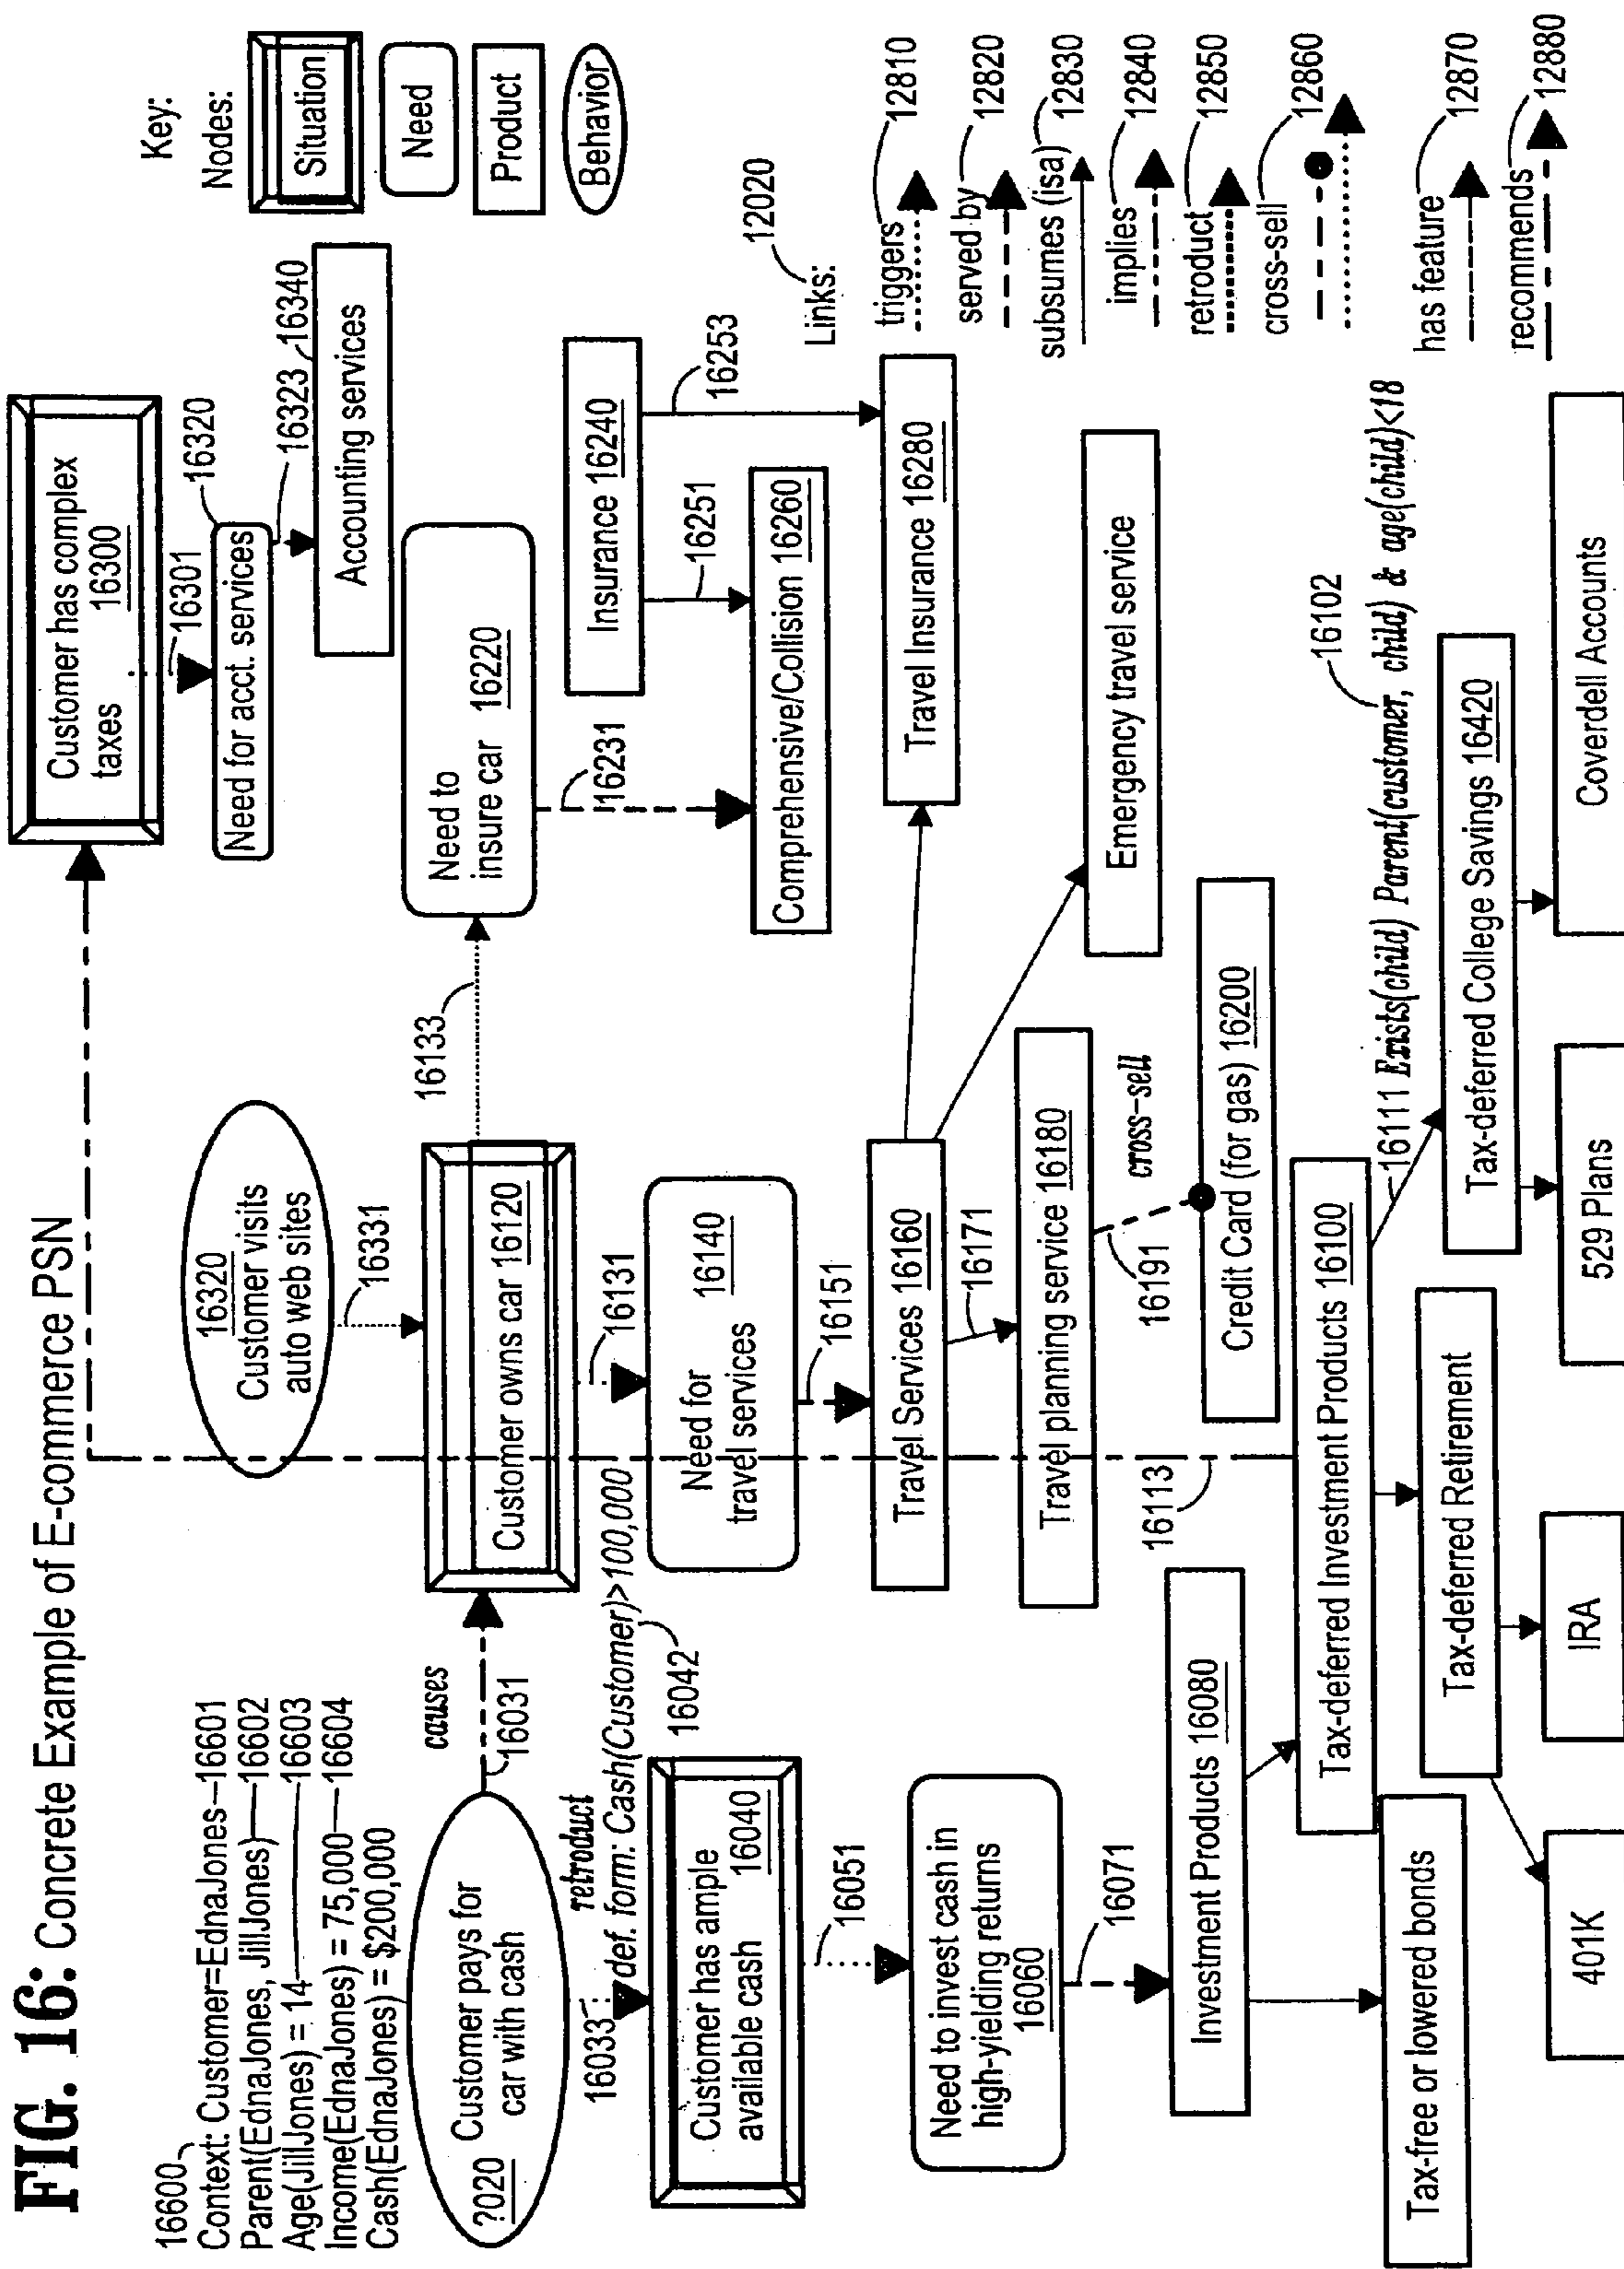 FIG. 16: Concrete Example of E-commerce PSN
16600
Context: Customer=EdnaJones 16601
Parent(EdnaJones, JillJones) 16602
Age(JillJones) = 14 16603
Income(EdnaJones) = 75,000 16604
Cash(EdnaJones) = $200,000
?020
Customer pays for
car with cash
causes
16031
16033
retroduct
def. form: Cash(Customer)>100,000
16042
Customer has ample
available cash 16040
16051
Need to invest cash in
high-yielding returns
16060
16071
Investment Products 16080
Tax-free or lowered bonds
Tax-deferred Investment Products 16100
Tax-deferred Retirement
401K
IRA
16320
Customer visits
auto web sites
16331
Customer owns car 16120
16131
16133
Need for
travel services
16140
16151
Travel Services 16160
16171
Travel planning service 16180
16191
cross-sell
Credit Card (for gas) 16200
16113
16111 Exists(child) Parent(customer, child) & age(child)<18
16102
Tax-deferred College Savings 16420
529 Plans
Coverdell Accounts
Customer has complex
taxes 16300
16301
16320
Need for acct. services
16323
16340
Accounting services
Need to
insure car 16220
16231
Insurance 16240
16251
16253
Comprehensive/Collision 16260
Travel Insurance 16280
Emergency travel service
Key:
Nodes:
Situation
Need
Product
Behavior
12020
Links:
triggers 12810
served by 12820
subsumes (isa) 12830
implies 12840
retroduct 12850
cross-sell 12860
has feature 12870
recommends 12880